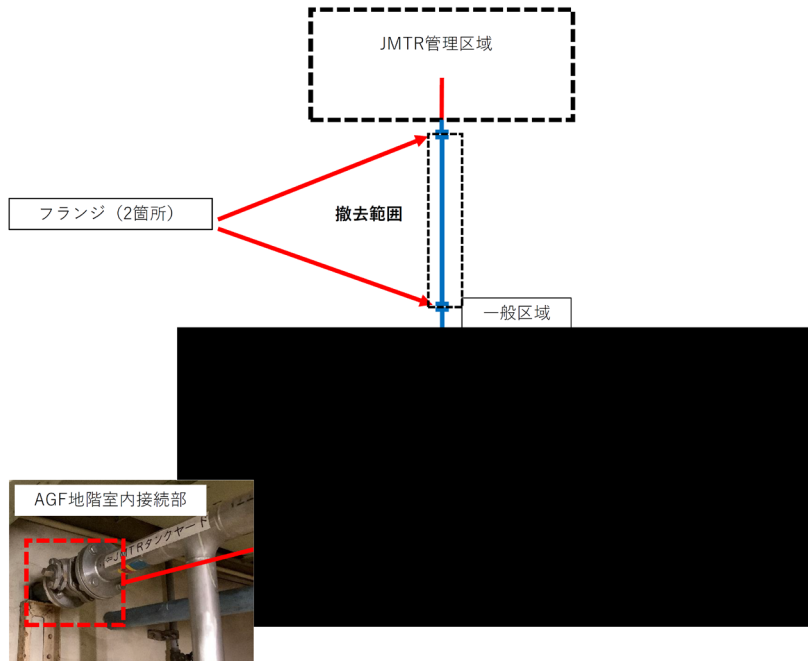 JMTR管理区域
フランジ（2箇所）
撤去範囲
一般区域
AGF地階室内接続部
⇔JMTRタンクヤード